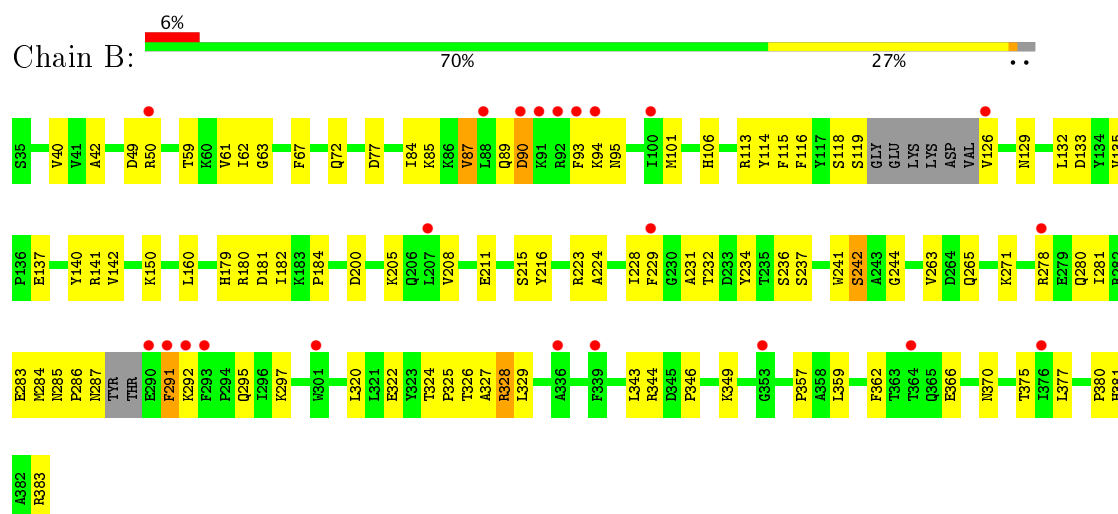 6%
Chain B:
70% 27% • •
S35 V40 V41 A42 D49 R50 T59 K60 V61 I62 G63 F67 Q72 D77 I84 K85 K86 V87 L88 Q89 D90 K91 R92 F93 K94 N95 I100 M101 H106 R113 Y114 F115 F116 Y117 S118 S119 GLY GLU LYS LYS ASP VAL V126 N129 L132 D133 Y134 V135
P136 E137 Y140 R141 V142 K150 L160 H179 R180 D181 I182 K183 P184 D200 K205 Q206 L207 V208 E211 S215 Y216 R223 A224 I228 F229 G230 A231 T232 D233 Y234 T235 S236 S237 W241 S242 A243 G244 V263 D264 Q265 K271 R278 E279 Q280 I281 R282
E283 M284 N285 P286 N287 TYR THR E290 F291 K292 F293 P294 Q295 I296 K297 W301 L320 L321 E322 Y323 T324 P325 T326 A327 R328 L329 A336 F339 L343 R344 D345 P346 K349 G353 P357 A358 L359 F362 T363 T364 Q365 E366 N370 T375 I376 L377 P380 H381
A382 R383